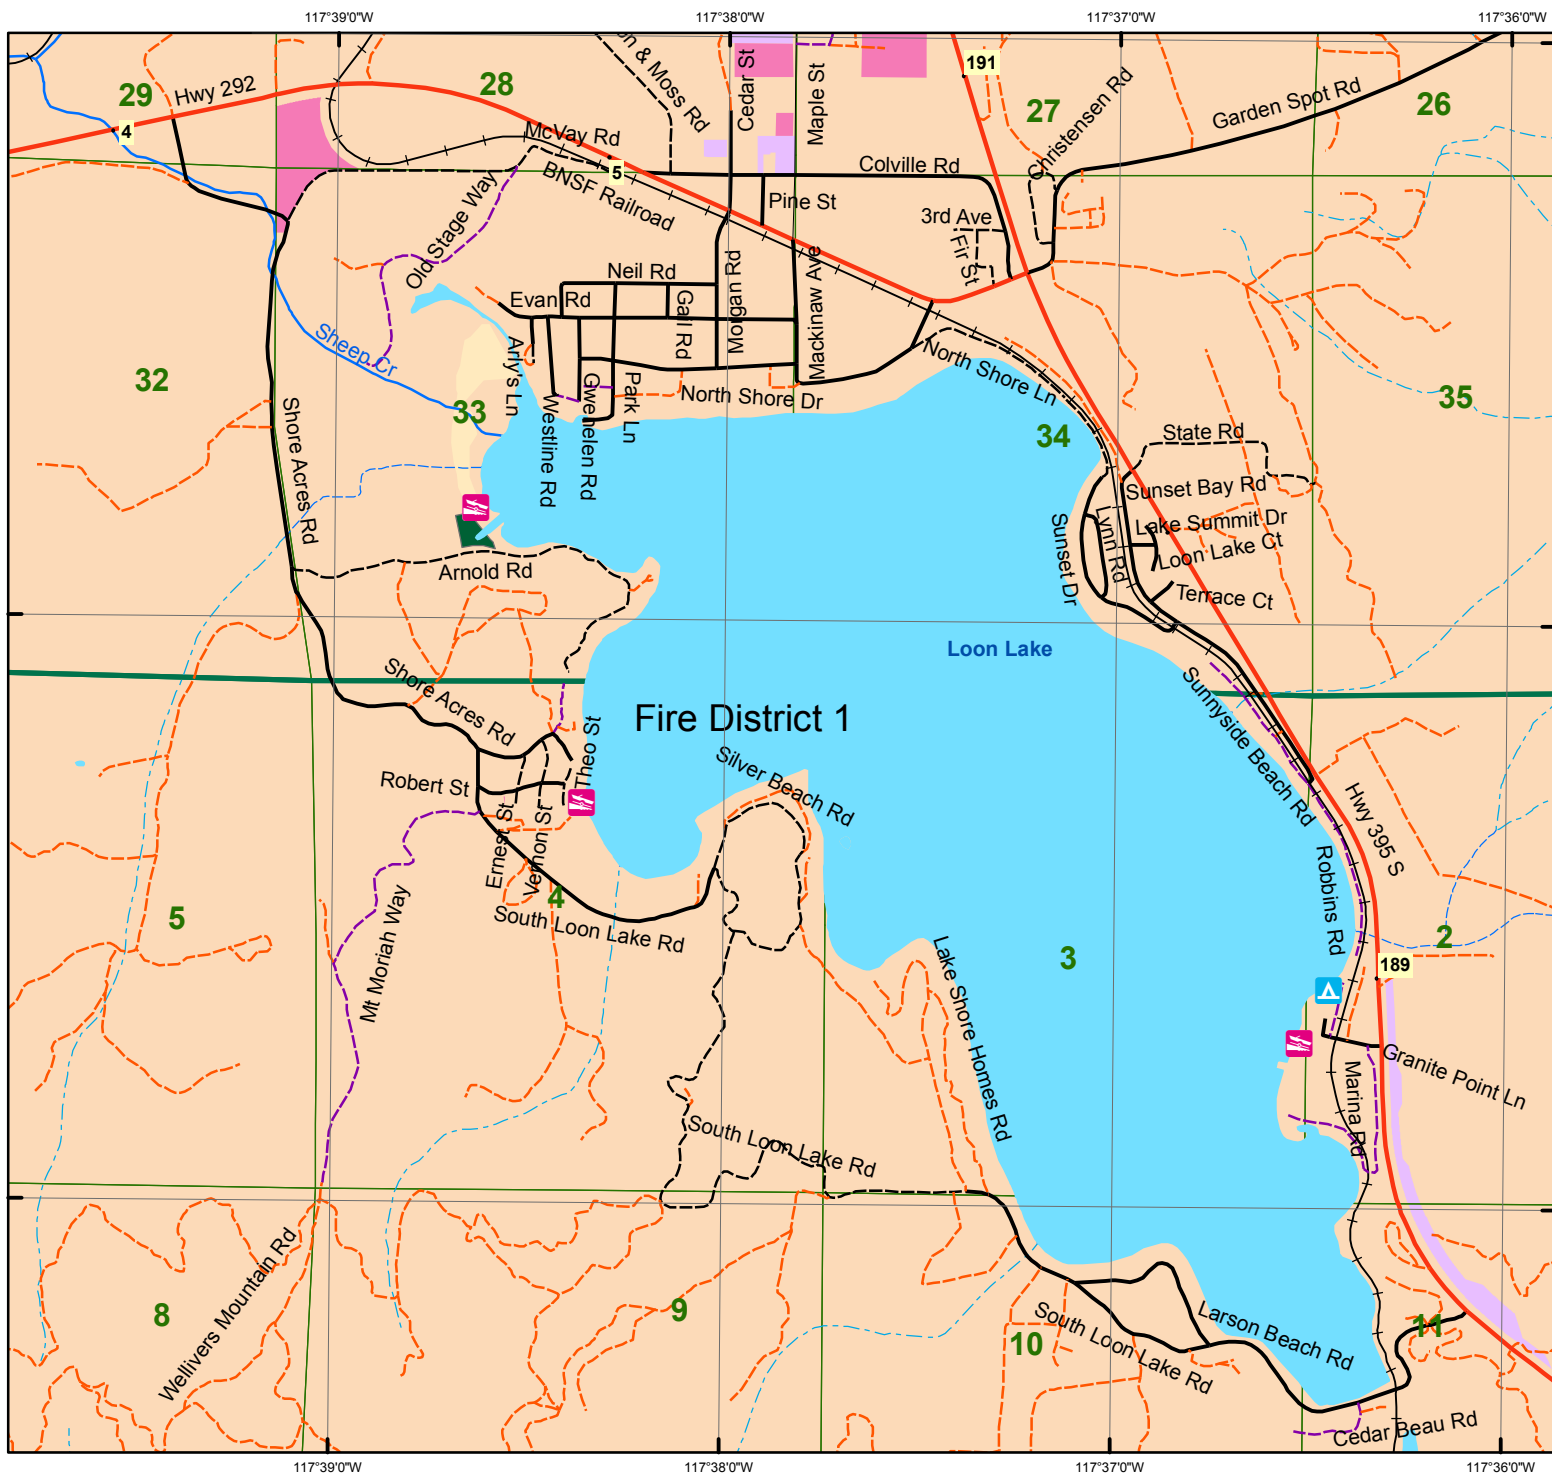 117°39'0"W
117°38'0"W
117°37'0"W
117°36'0"W
29
Hwy 292
28
n & Moss Rd
Cedar St
Maple St
191
27
Christensen Rd
Garden Spot Rd
26
4
McVay Rd
5
BNSF Railroad
Colville Rd
Pine St
3rd Ave
Fir St
Old Stage Way
Neil Rd
Evan Rd
Gail Rd
Morgan Rd
Mackinaw Ave
Sheep Cr
32
33
Arily's Ln
Westline Rd
Gwenelen Rd
Park Ln
North Shore Dr
North Shore Ln
34
35
State Rd
Shore Acres Rd
Sunset Bay Rd
Lake Summit Dr
Loon Lake Ct
Lynn Rd
Sunset Dr
Terrace Ct
Arnold Rd
Loon Lake
Shore Acres Rd
Fire District 1
Sunnyside Beach Rd
Theo St
Silver Beach Rd
Robert St
Ernest St
Vernon St
Hwy 395 S
Robbins Rd
4
5
South Loon Lake Rd
Mt Moriah Way
3
2
189
Lake Shore Homes Rd
Granite Point Ln
Marina Rd
South Loon Lake Rd
Wellivers Mountain Rd
8
9
10
11
South Loon Lake Rd
Larson Beach Rd
Cedar Beau Rd
117°39'0"W
117°38'0"W
117°37'0"W
117°36'0"W